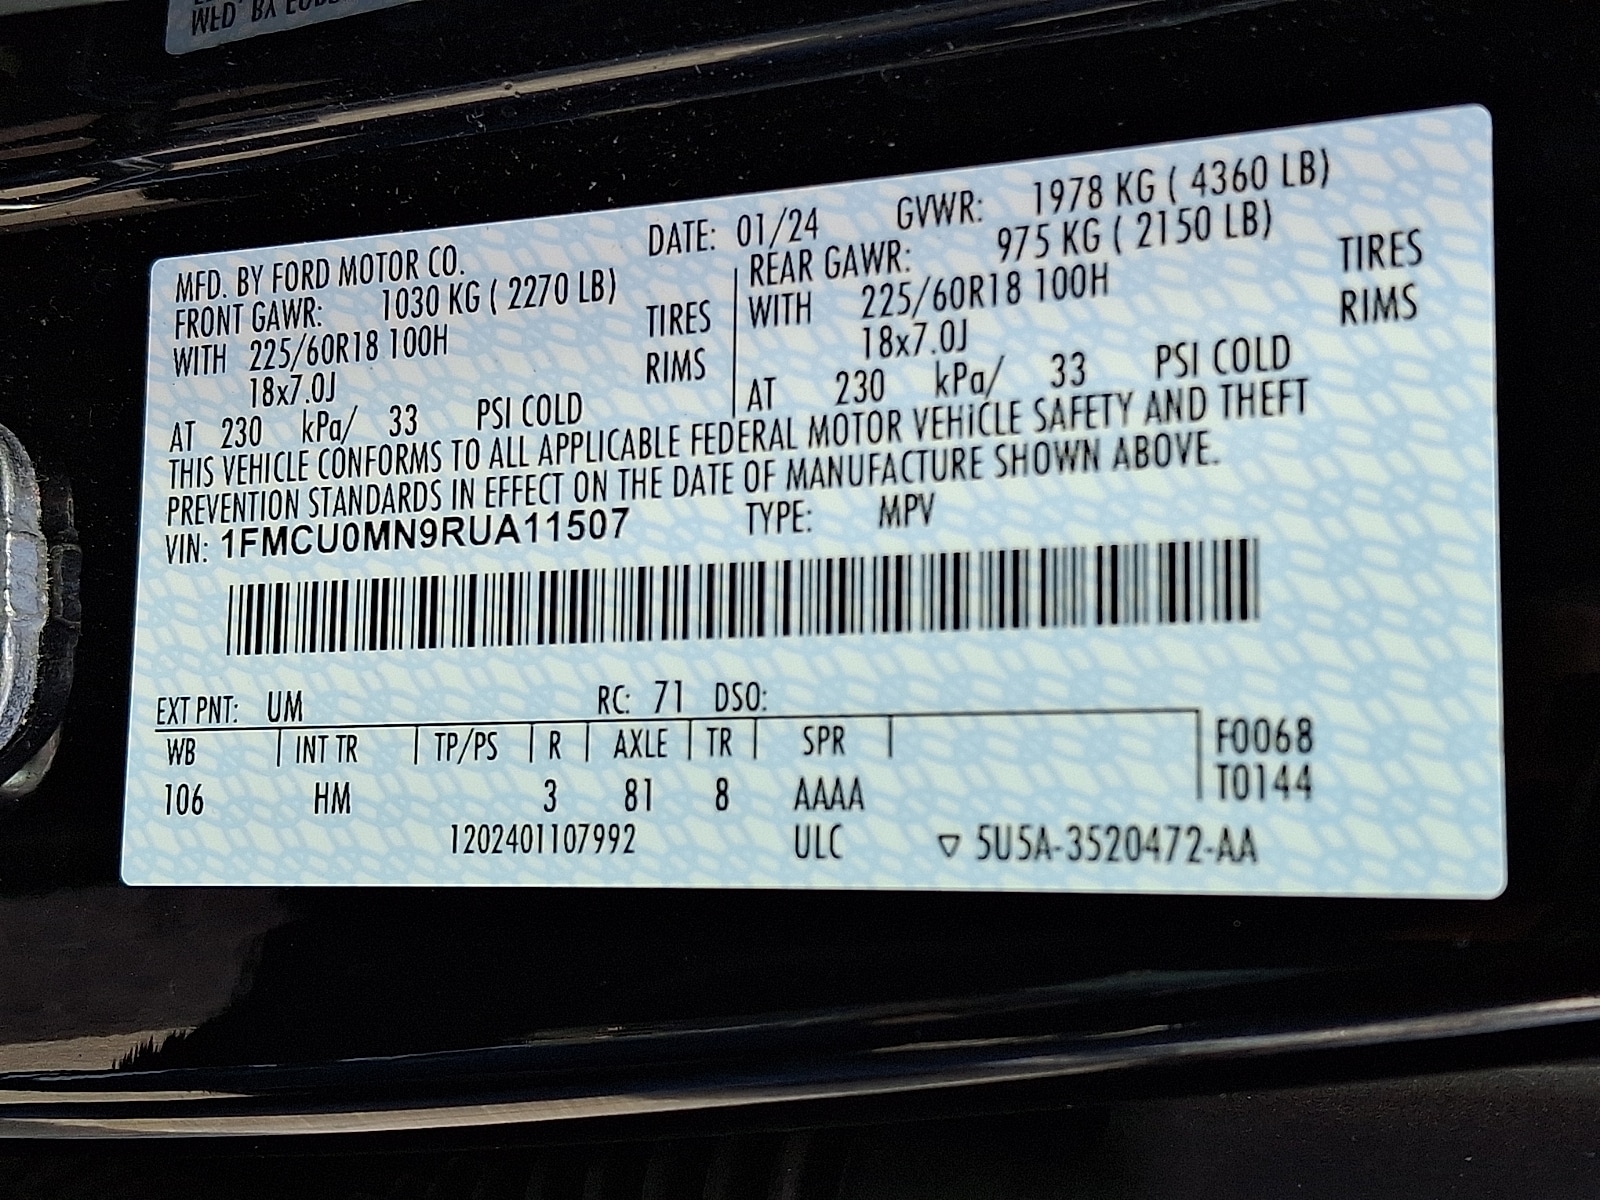 MFD. BY FORD MOTOR CO. DATE: 01/24 GVWR: 1978 KG ( 4360 LB)
FRONT GAWR: 1030 KG ( 2270 LB) REAR GAWR: 975 KG ( 2150 LB)
WITH 225/60R18 100H TIRES WITH 225/60R18 100H TIRES
18x7.0J RIMS 18x7.0J RIMS
AT 230 kPa/ 33 PSI COLD AT 230 kPa/ 33 PSI COLD
THIS VEHICLE CONFORMS TO ALL APPLICABLE FEDERAL MOTOR VEHICLE SAFETY AND THEFT
PREVENTION STANDARDS IN EFFECT ON THE DATE OF MANUFACTURE SHOWN ABOVE.
VIN: 1FMCU0MN9RUA11507 TYPE: MPV
EXT PNT: UM RC: 71 DSO:
WB INT TR TP/PS R AXLE TR SPR F0068
106 HM 3 81 8 AAAA T0144
1202401107992 ULC ▽ 5U5A-3520472-AA